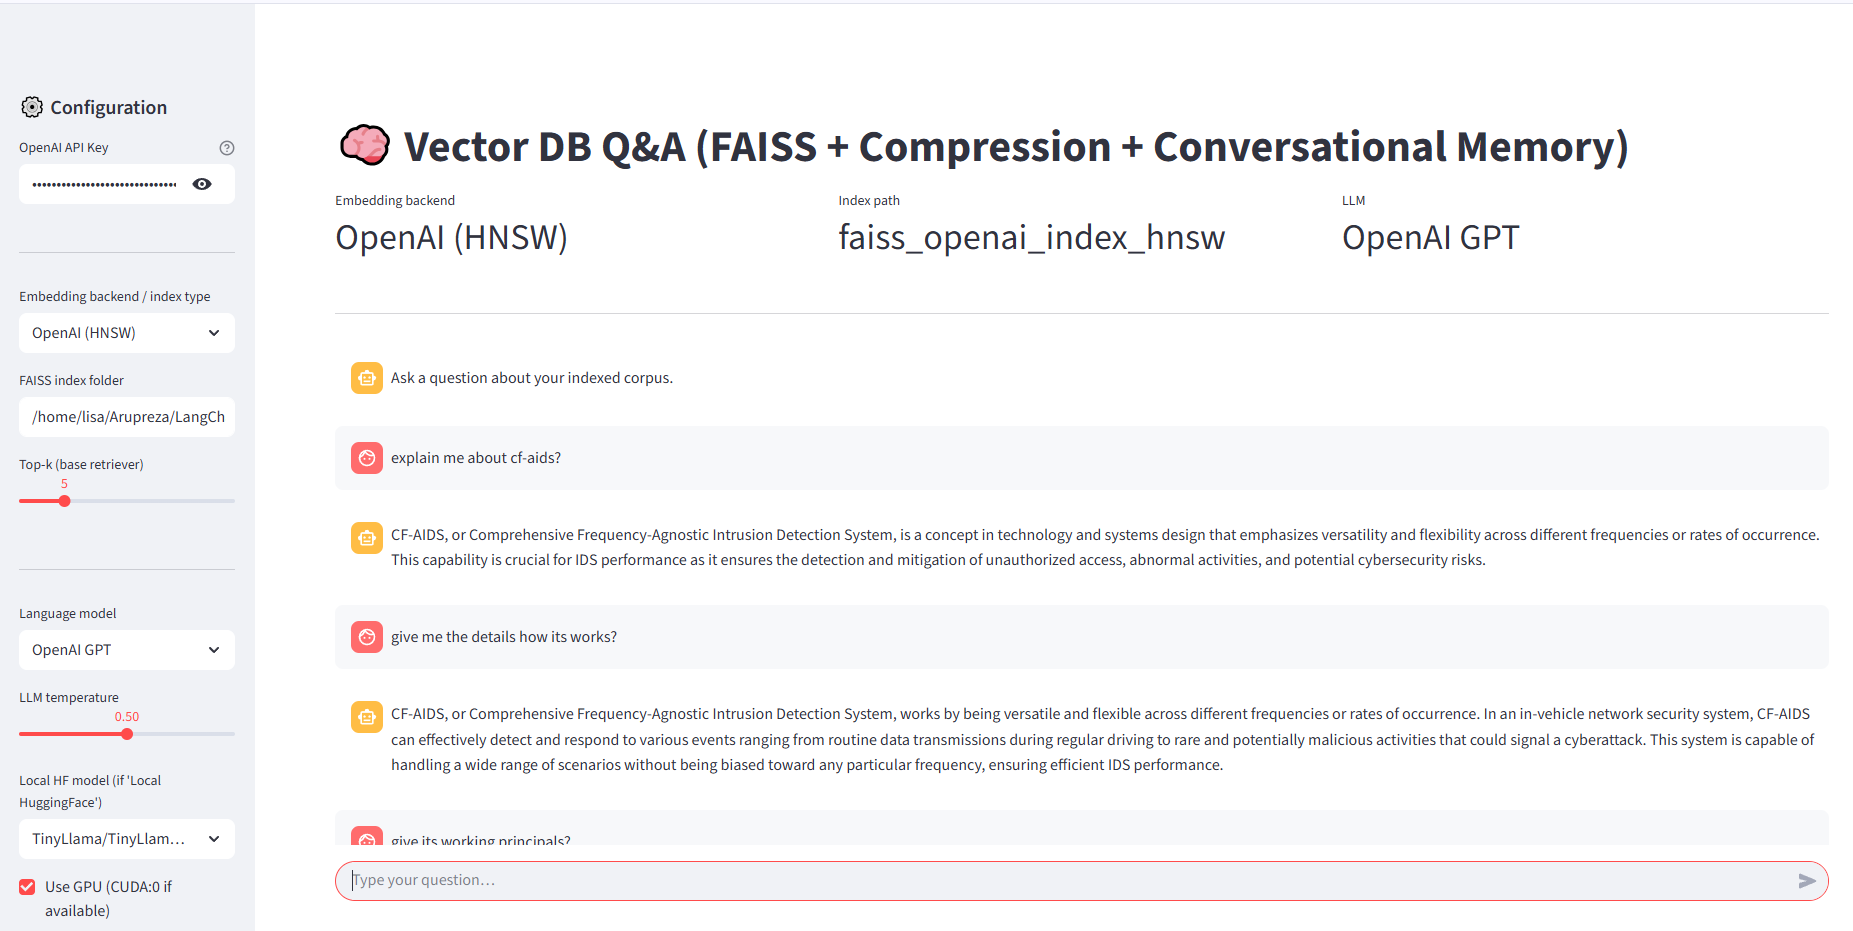 Configuration
OpenAI API Key
Embedding backend / index type
OpenAI (HNSW)
FAISS index folder
/home/lisa/Arupreza/LangCh
Top-k (base retriever)
5
Language model
OpenAI GPT
LLM temperature
0.50
Local HF model (if 'Local
HuggingFace')
TinyLlama/TinyLlam...
Use GPU (CUDA:0 if
available)
Vector DB Q&A (FAISS + Compression + Conversational Memory)
Embedding backend
OpenAI (HNSW)
Index path
faiss_openai_index_hnsw
LLM
OpenAI GPT
Ask a question about your indexed corpus.
explain me about cf-aids?
CF-AIDS, or Comprehensive Frequency-Agnostic Intrusion Detection System, is a concept in technology and systems design that emphasizes versatility and flexibility across different frequencies or rates of occurrence.
This capability is crucial for IDS performance as it ensures the detection and mitigation of unauthorized access, abnormal activities, and potential cybersecurity risks.
give me the details how its works?
CF-AIDS, or Comprehensive Frequency-Agnostic Intrusion Detection System, works by being versatile and flexible across different frequencies or rates of occurrence. In an in-vehicle network security system, CF-AIDS
can effectively detect and respond to various events ranging from routine data transmissions during regular driving to rare and potentially malicious activities that could signal a cyberattack. This system is capable of
handling a wide range of scenarios without being biased toward any particular frequency, ensuring efficient IDS performance.
give its working principals?
Type your question...